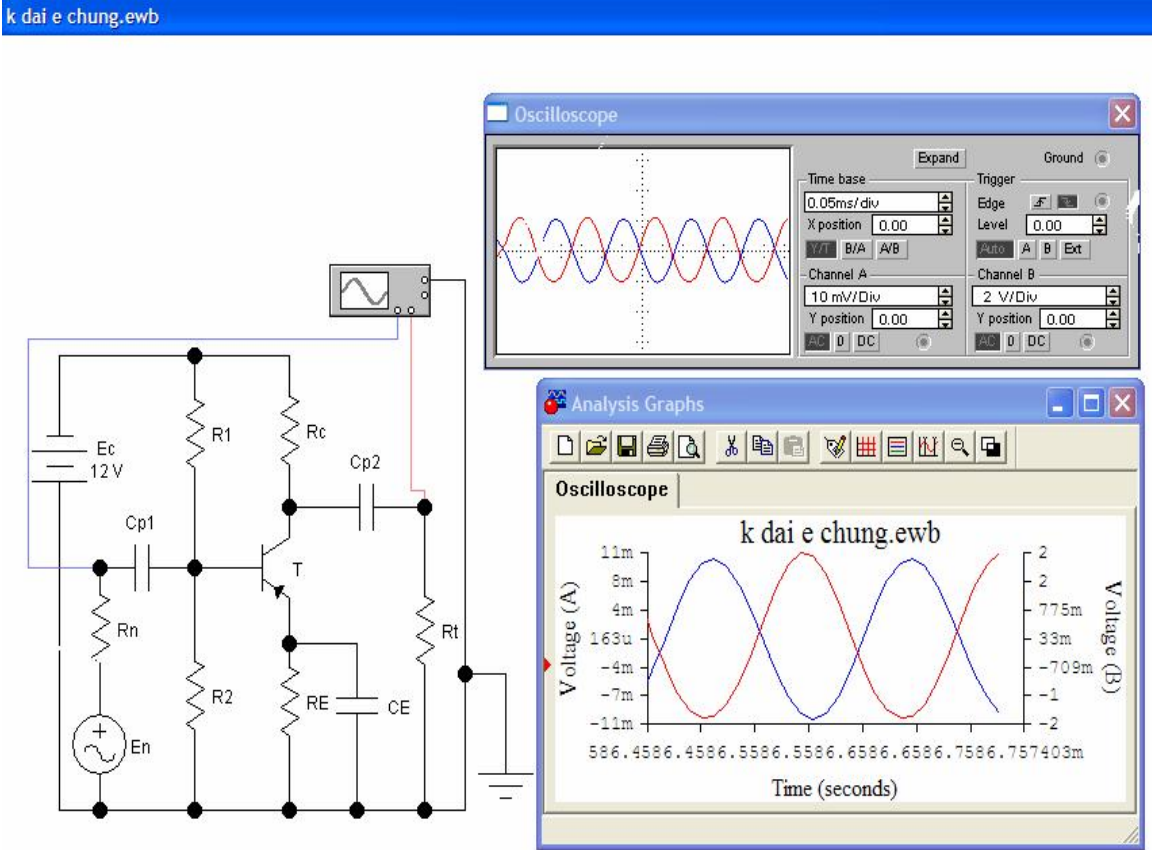 k dai e chung.ewb
Oscilloscope
Expand
Ground
Time base
Trigger
0.05ms/div
Edge
X position 0.00
Level 0.00
Y/T B/A A/B
Auto A B Ext
Channel A
Channel B
10 mV/Div
2 V/Div
Y position 0.00
Y position 0.00
AC 0 DC
AC 0 DC
R1
Rc
Ec
12 V
Cp2
Cp1
T
Rn
Rt
R2
RE
CE
En
Analysis Graphs
Oscilloscope
k dai e chung.ewb
Voltage (A)
11m
8m
4m
163u
-4m
-7m
-11m
2
2
775m
33m
-709m
-1
-2
Voltage (B)
586.4586.4586.5586.5586.6586.6586.7586.757403m
Time (seconds)